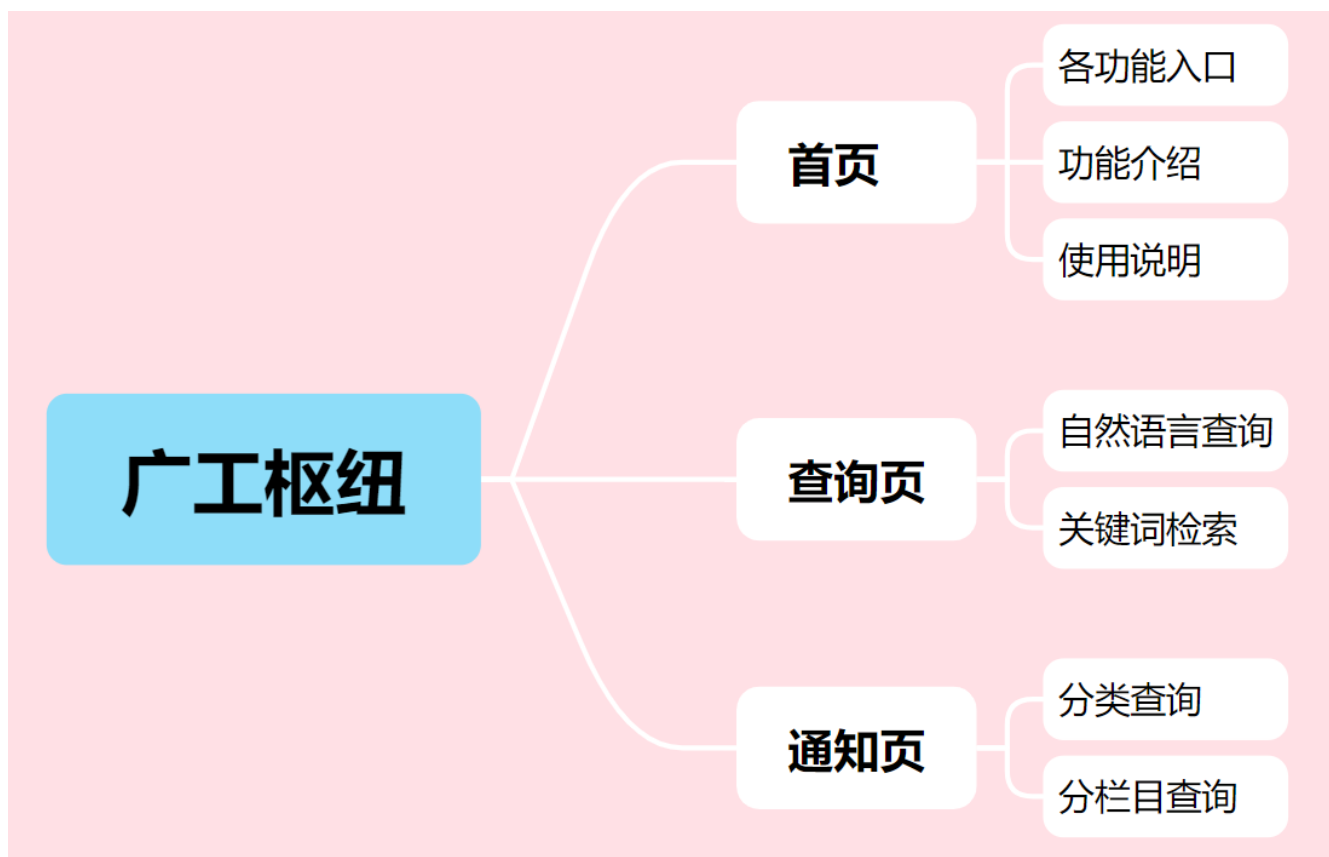 广工枢纽
首页
各功能入口
功能介绍
使用说明
查询页
自然语言查询
关键词检索
通知页
分类查询
分栏目查询